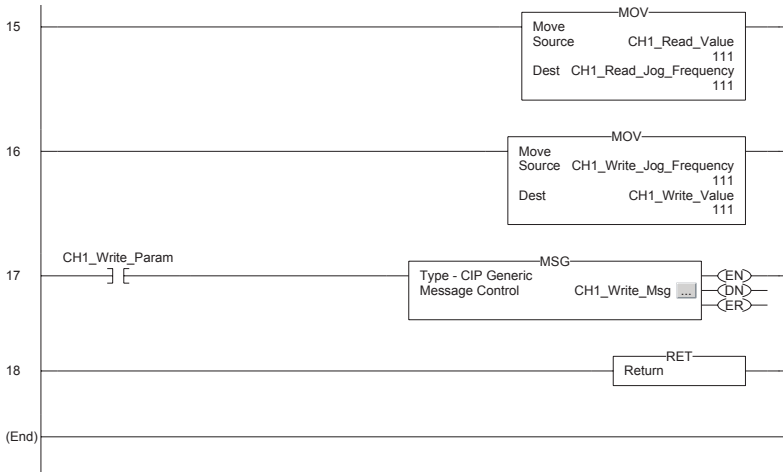 15
MOV
Move
Source CH1_Read_Value
111
Dest CH1_Read_Jog_Frequency
111
16
MOV
Move
Source CH1_Write_Jog_Frequency
111
Dest CH1_Write_Value
111
CH1_Write_Param
17
MSG
Type - CIP Generic
Message Control CH1_Write_Msg ...
EN
DN
ER
18
RET
Return
(End)